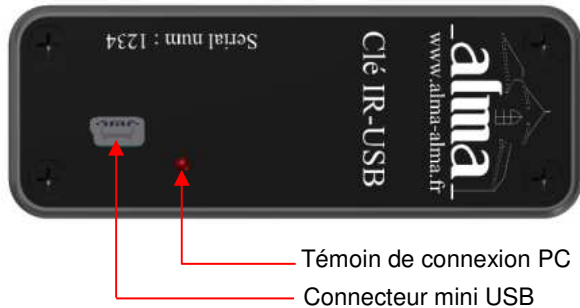 Serial num : 1234
Clé IR-USB
www.alma-alma.fr
alma
Témoin de connexion PC
Connecteur mini USB